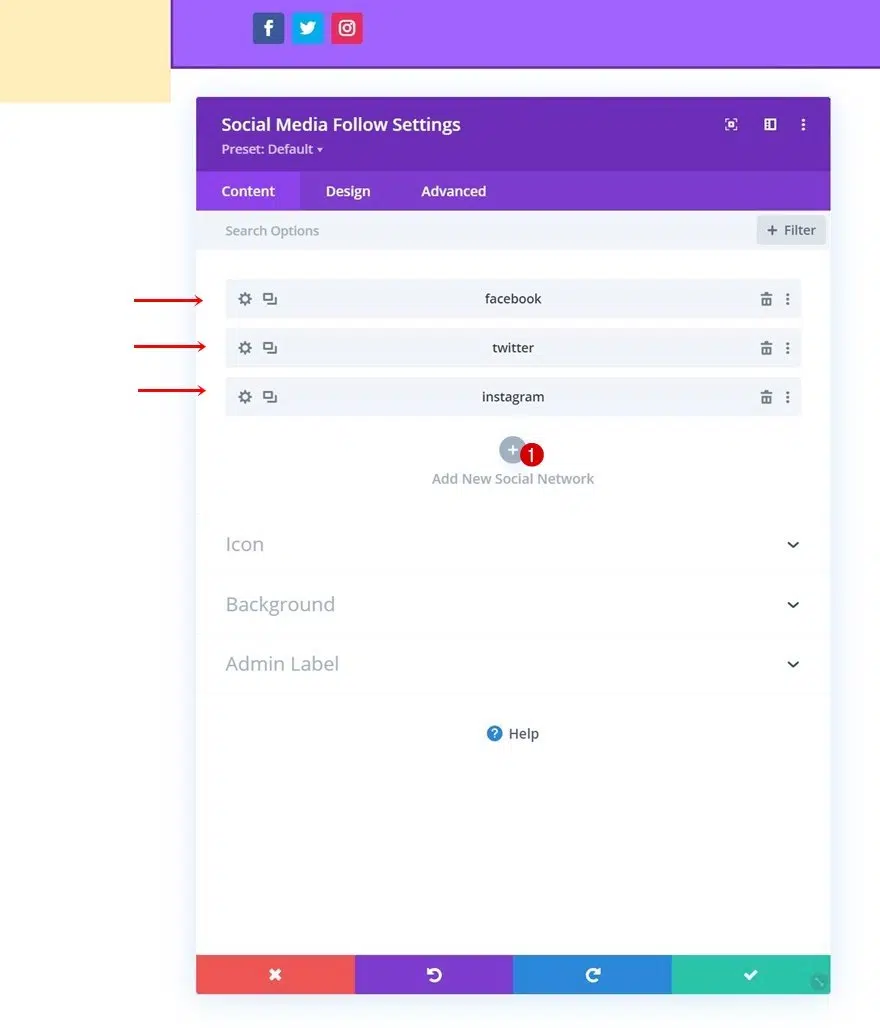 Social Media Follow Settings
Preset: Default
Content Design Advanced
Search Options
+ Filter
facebook
twitter
instagram
+ 1
Add New Social Network
Icon
Background
Admin Label
? Help